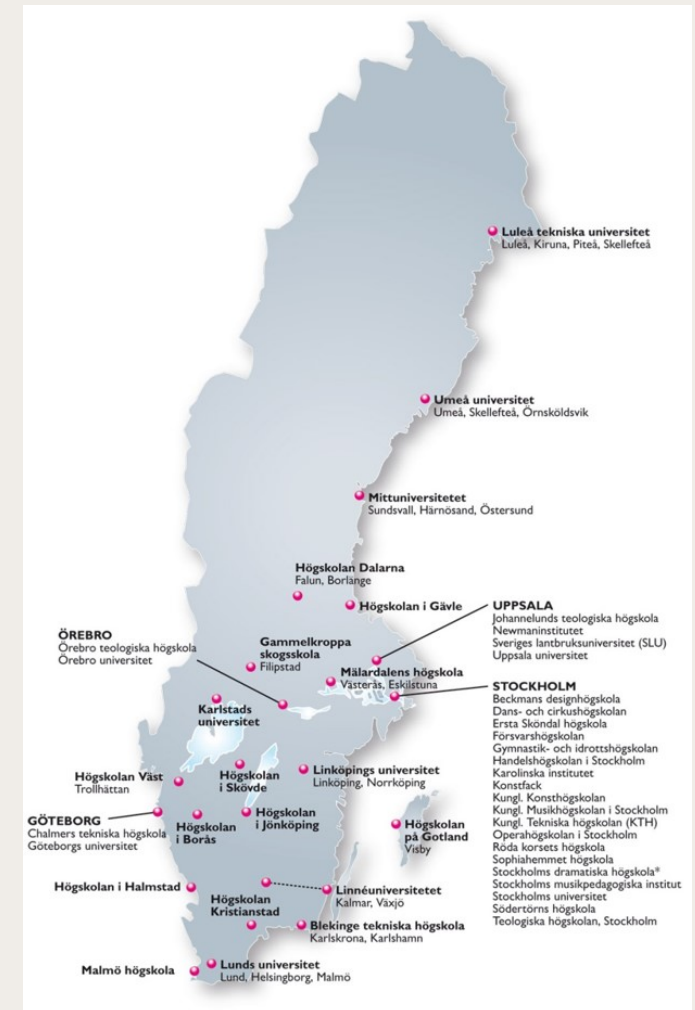 Luleå tekniska universitet
Luleå, Kiruna, Piteå, Skellefteå
Umeå universitet
Umeå, Skellefteå, Örnsköldsvik
Mittuniversitetet
Sundsvall, Härnösand, Östersund
Högskolan Dalarna
Falun, Borlänge
Högskolan i Gävle
UPPSALA
Johannelunds teologiska högskola
Newmaninstitutet
Sveriges lantbruksuniversitet (SLU)
Uppsala universitet
ÖREBRO
Örebro teologiska högskola
Örebro universitet
Gammelkroppa
skogsskola
Filipstad
Mälardalens högskola
Västerås, Eskilstuna
STOCKHOLM
Beckmans designhögskola
Dans- och cirkushögskolan
Ersta Sköndal högskola
Försvarshögskolan
Gymnastik- och idrottshögskolan
Handelshögskolan i Stockholm
Karolinska institutet
Konstfack
Kungl. Konsthögskolan
Kungl. Musikhögskolan i Stockholm
Kungl. Tekniska högskolan (KTH)
Operahögskolan i Stockholm
Röda korsets högskola
Sophiahemmet högskola
Stockholms dramatiska högskola*
Stockholms musikpedagogiska institut
Stockholms universitet
Södertörns högskola
Teologiska högskolan, Stockholm
Karlstads
universitet
Högskolan Väst
Trollhättan
Högskolan
i Skövde
Linköpings universitet
Linköping, Norrköping
GÖTEBORG
Chalmers tekniska högskola
Göteborgs universitet
Högskolan
i Borås
Högskolan
i Jönköping
Högskolan
på Gotland
Visby
Högskolan i Halmstad
Högskolan
Kristianstad
Linnéuniversitetet
Kalmar, Växjö
Blekinge tekniska högskola
Karlskrona, Karlshamn
Malmö högskola
Lunds universitet
Lund, Helsingborg, Malmö